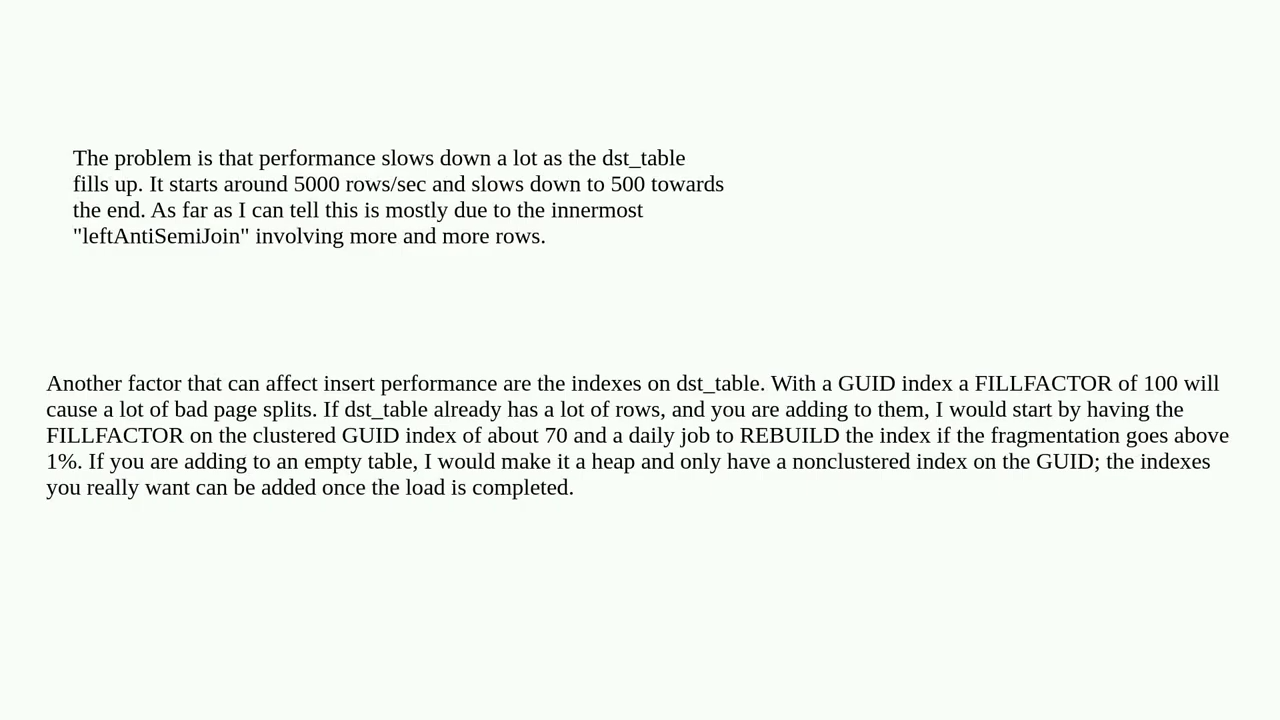 The problem is that performance slows down a lot as the dst_table
fills up. It starts around 5000 rows/sec and slows down to 500 towards
the end. As far as I can tell this is mostly due to the innermost
"leftAntiSemiJoin" involving more and more rows.
Another factor that can affect insert performance are the indexes on dst_table. With a GUID index a FILLFACTOR of 100 will
cause a lot of bad page splits. If dst_table already has a lot of rows, and you are adding to them, I would start by having the
FILLFACTOR on the clustered GUID index of about 70 and a daily job to REBUILD the index if the fragmentation goes above
1%. If you are adding to an empty table, I would make it a heap and only have a nonclustered index on the GUID; the indexes
you really want can be added once the load is completed.